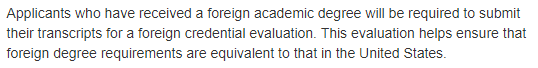 Applicants who have received a foreign academic degree will be required to submit
their transcripts for a foreign credential evaluation. This evaluation helps ensure that
foreign degree requirements are equivalent to that in the United States.